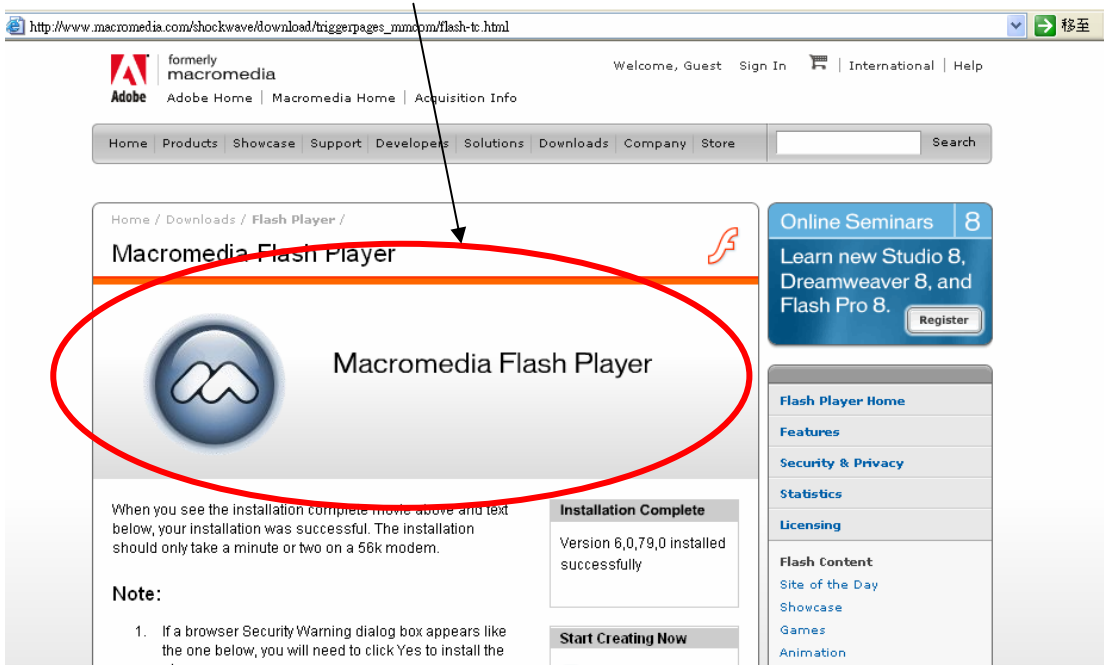 http://www.macromedia.com/shockwave/download/triggerpages_mmcom/flash-tc.html
移至
formerly
macromedia
Adobe
Welcome, Guest Sign In | International | Help
Adobe Home | Macromedia Home | Acquisition Info
Home Products Showcase Support Developers Solutions Downloads Company Store
Search
Home / Downloads / Flash Player /
Macromedia Flash Player
Macromedia Flash Player
When you see the installation complete movie above and text
below, your installation was successful. The installation
should only take a minute or two on a 56k modem.
Note:
1. If a browser Security Warning dialog box appears like
the one below, you will need to click Yes to install the
Installation Complete
Version 6,0,79,0 installed
successfully
Start Creating Now
Online Seminars 8
Learn new Studio 8,
Dreamweaver 8, and
Flash Pro 8.
Register
Flash Player Home
Features
Security & Privacy
Statistics
Licensing
Flash Content
Site of the Day
Showcase
Games
Animation